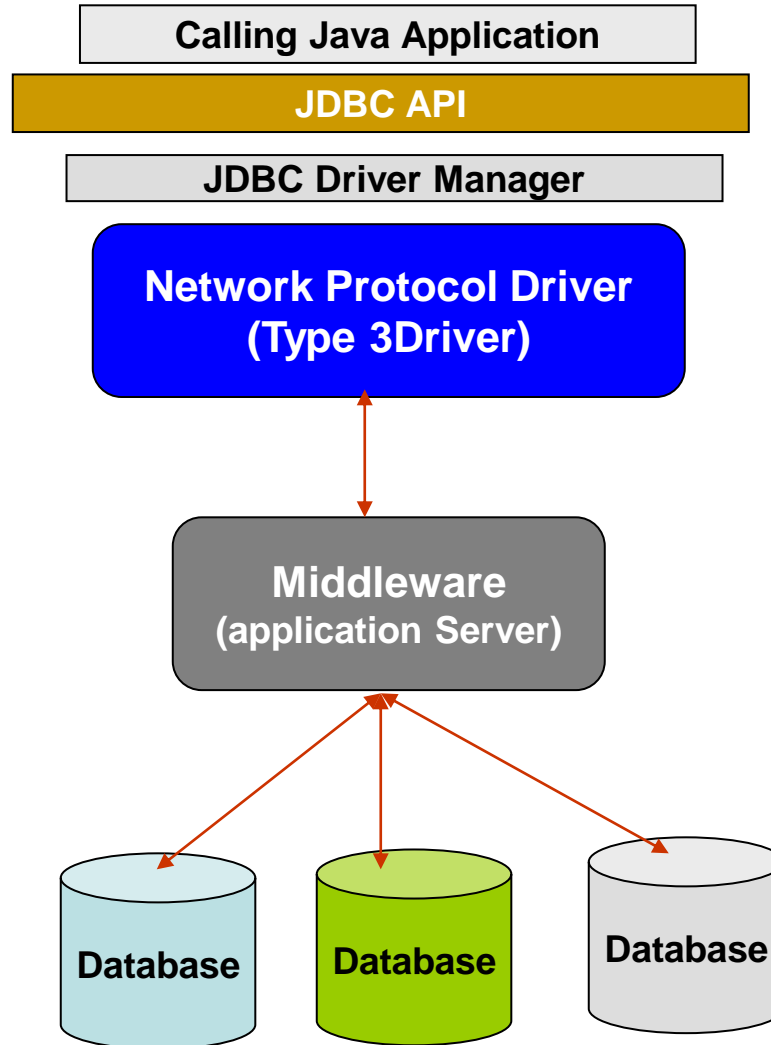 Calling Java Application
JDBC API
JDBC Driver Manager
Network Protocol Driver
(Type 3Driver)
Middleware
(application Server)
Database
Database
Database